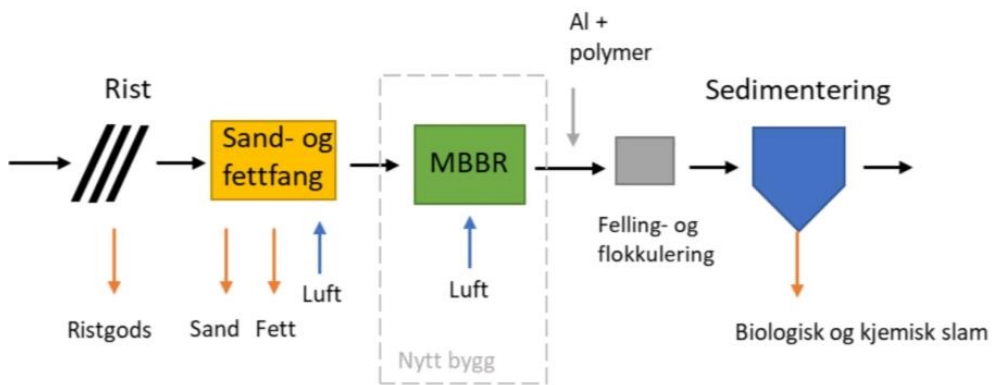 Al +
polymer
Rist
Sedimentering
Sand- og
fettfang
MBBR
Felling- og
flokkulering
Luft
Luft
Ristgods
Sand
Fett
Biologisk og kjemisk slam
Nytt bygg